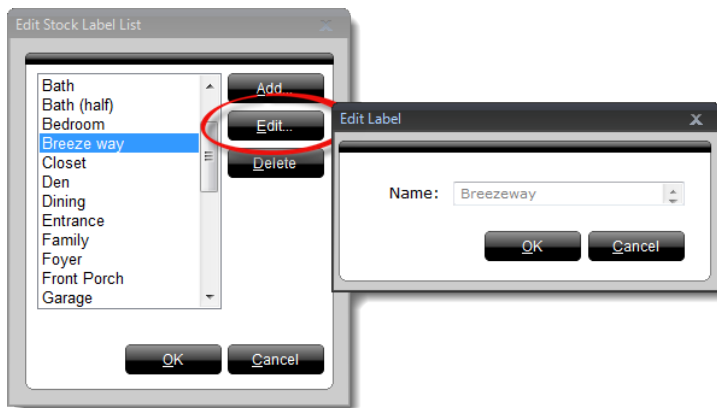 Edit Stock Label List
X
Bath
Bath (half)
Bedroom
Breeze way
Closet
Den
Dining
Entrance
Family
Foyer
Front Porch
Garage
Add...
Edit...
Delete
OK
Cancel
Edit Label
X
Name:
Breezeway
OK
Cancel